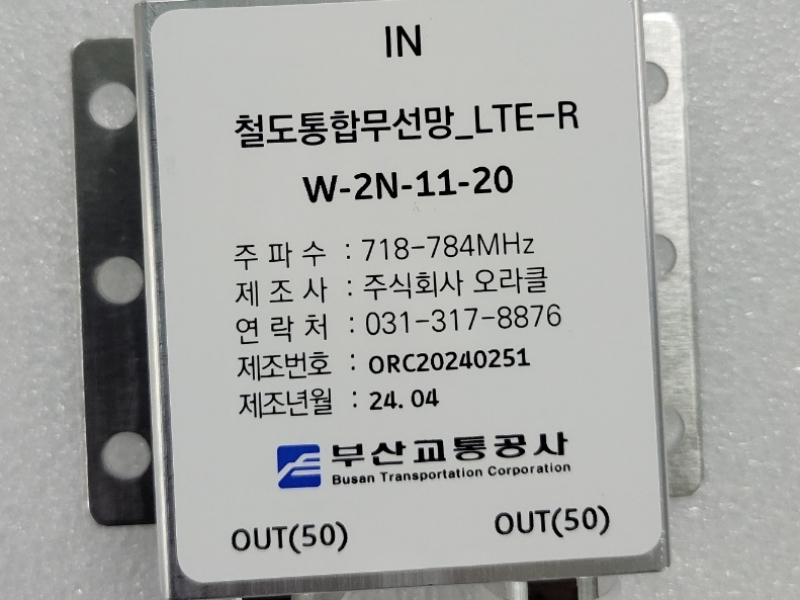 IN
철도통합무선망_LTE-R
W-2N-11-20
주 파 수 : 718-784MHz
제 조 사 : 주식회사 오라클
연 락 처 : 031-317-8876
제조번호 : ORC20240251
제조년월 : 24. 04
부산교통공사
Busan Transportation Corporation
OUT(50) OUT(50)